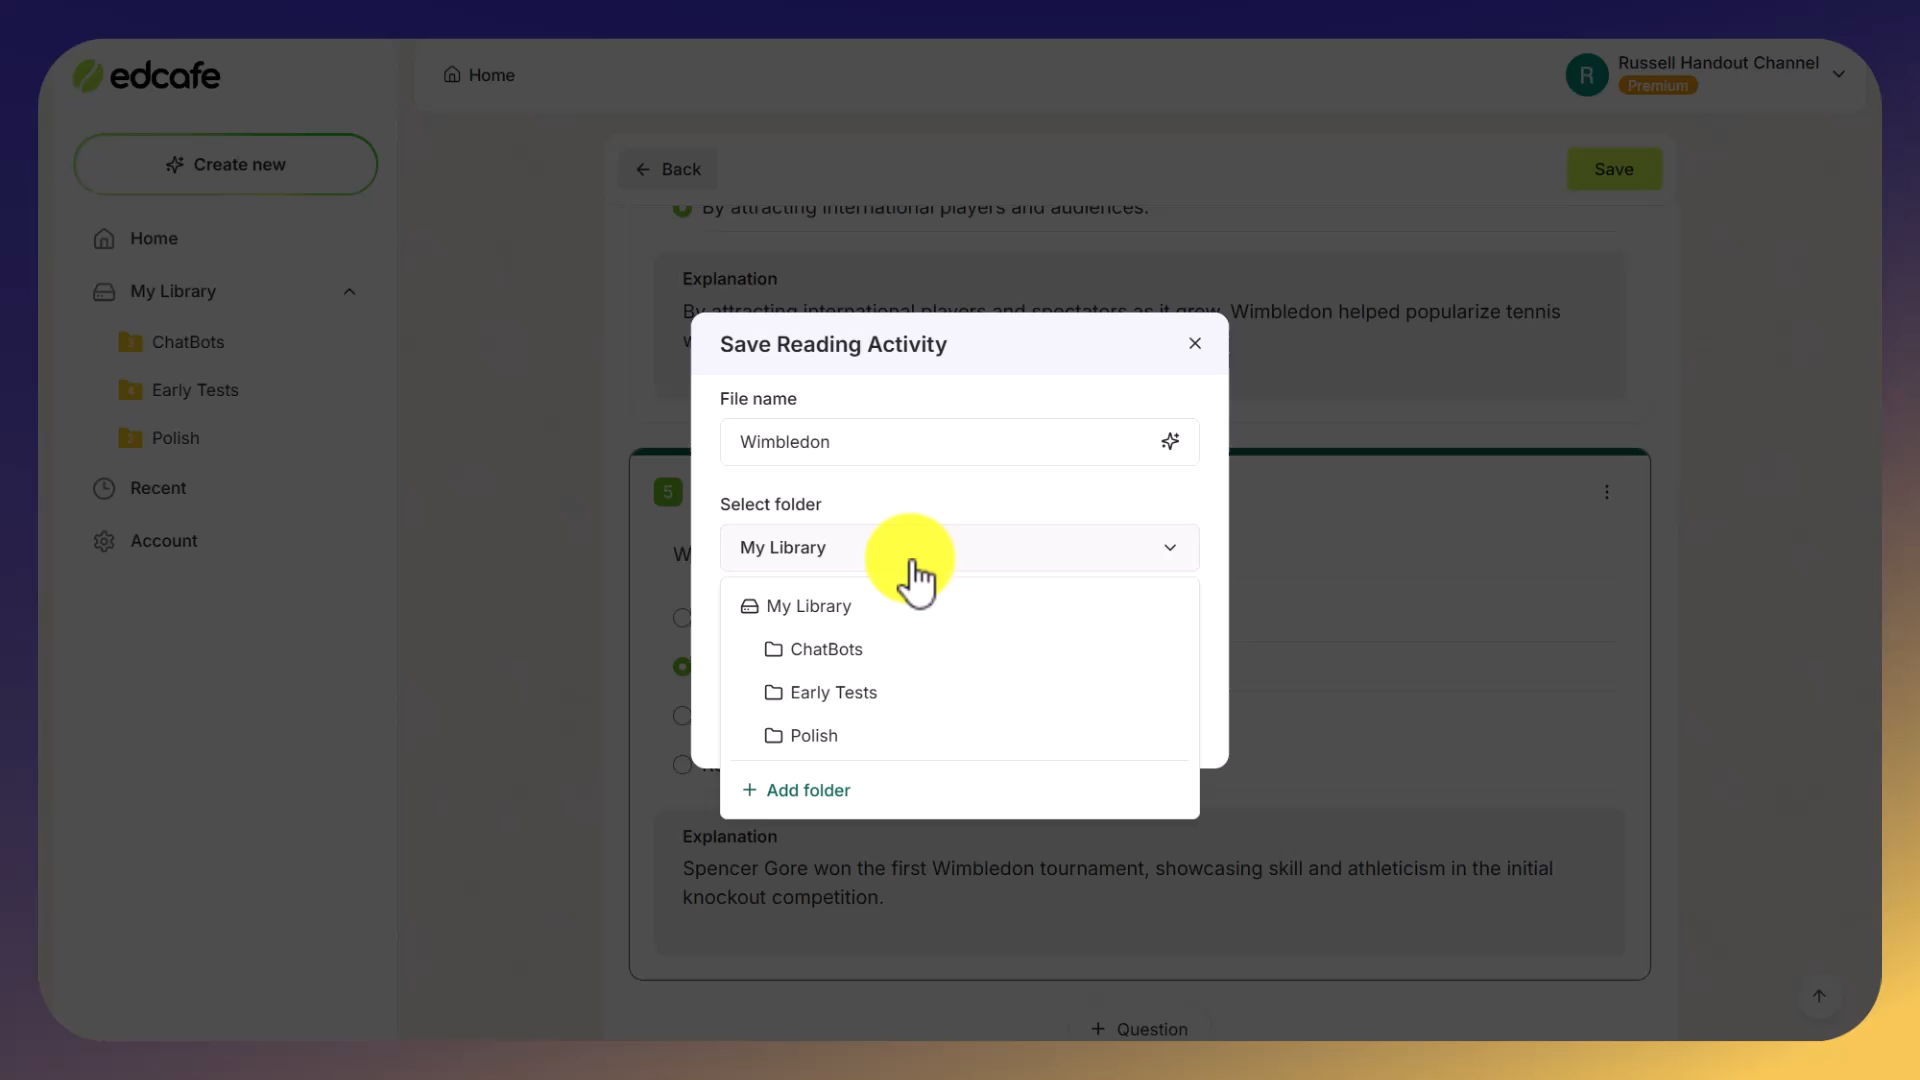 edcafe
Home
Russell Handout Channel
Premium
R
Create new
Back
Save
By attracting international players and audiences.
Home
My Library
ChatBots
Early Tests
Polish
Recent
Account
Explanation
By attracting international players and spectators as it grew, Wimbledon helped popularize tennis
Save Reading Activity
File name
Wimbledon
5
Select folder
My Library
My Library
ChatBots
Early Tests
Polish
Add folder
Explanation
Spencer Gore won the first Wimbledon tournament, showcasing skill and athleticism in the initial
knockout competition.
Question